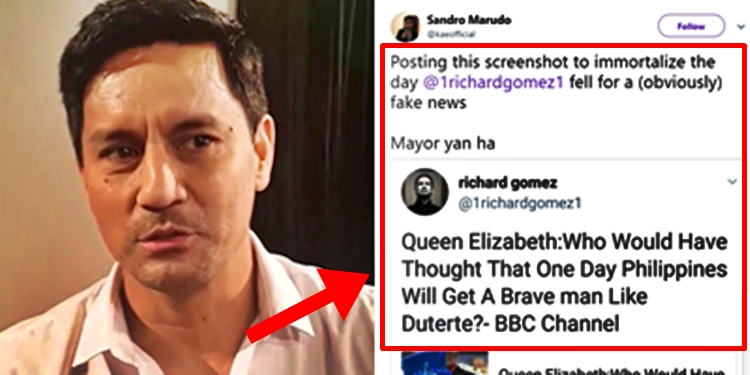 Sandro Marudo
@kaeofficial
Follow
Posting this screenshot to immortalize the
day @1richardgomez1 fell for a (obviously)
fake news
Mayor yan ha
richard gomez
@1richardgomez1
Queen Elizabeth:Who Would Have
Thought That One Day Philippines
Will Get A Brave man Like
Duterte?- BBC Channel
Queen Elizabeth:Who Would Have